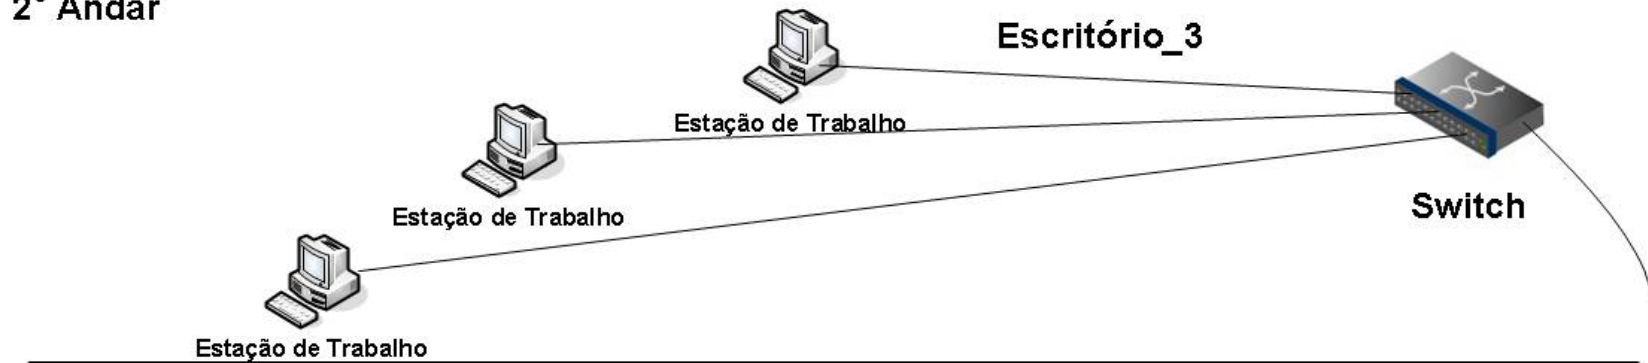 2° Andar
Escritório_3
Estação de Trabalho
Switch
Estação de Trabalho
Estação de Trabalho